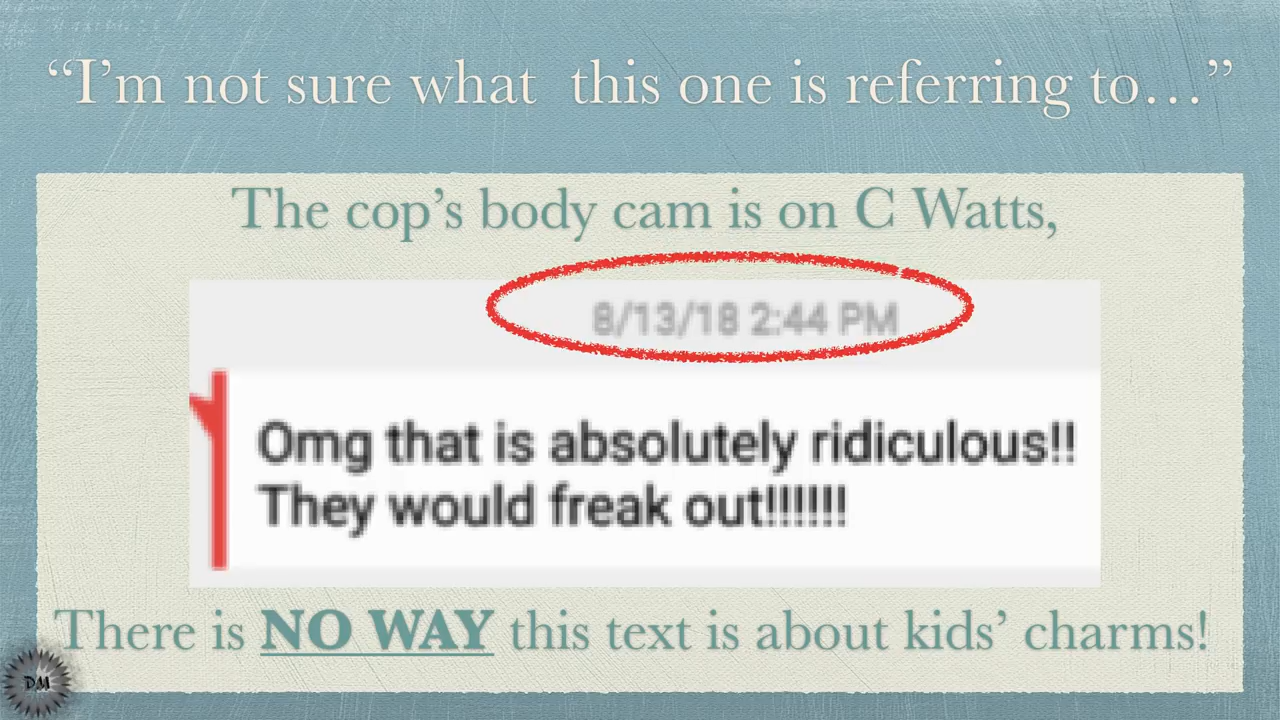 “I’m not sure what this one is referring to…”
The cop’s body cam is on C Watts,
8/13/18 2:44 PM
Omg that is absolutely ridiculous!!
They would freak out!!!!!!
There is NO WAY this text is about kids’ charms!
DM